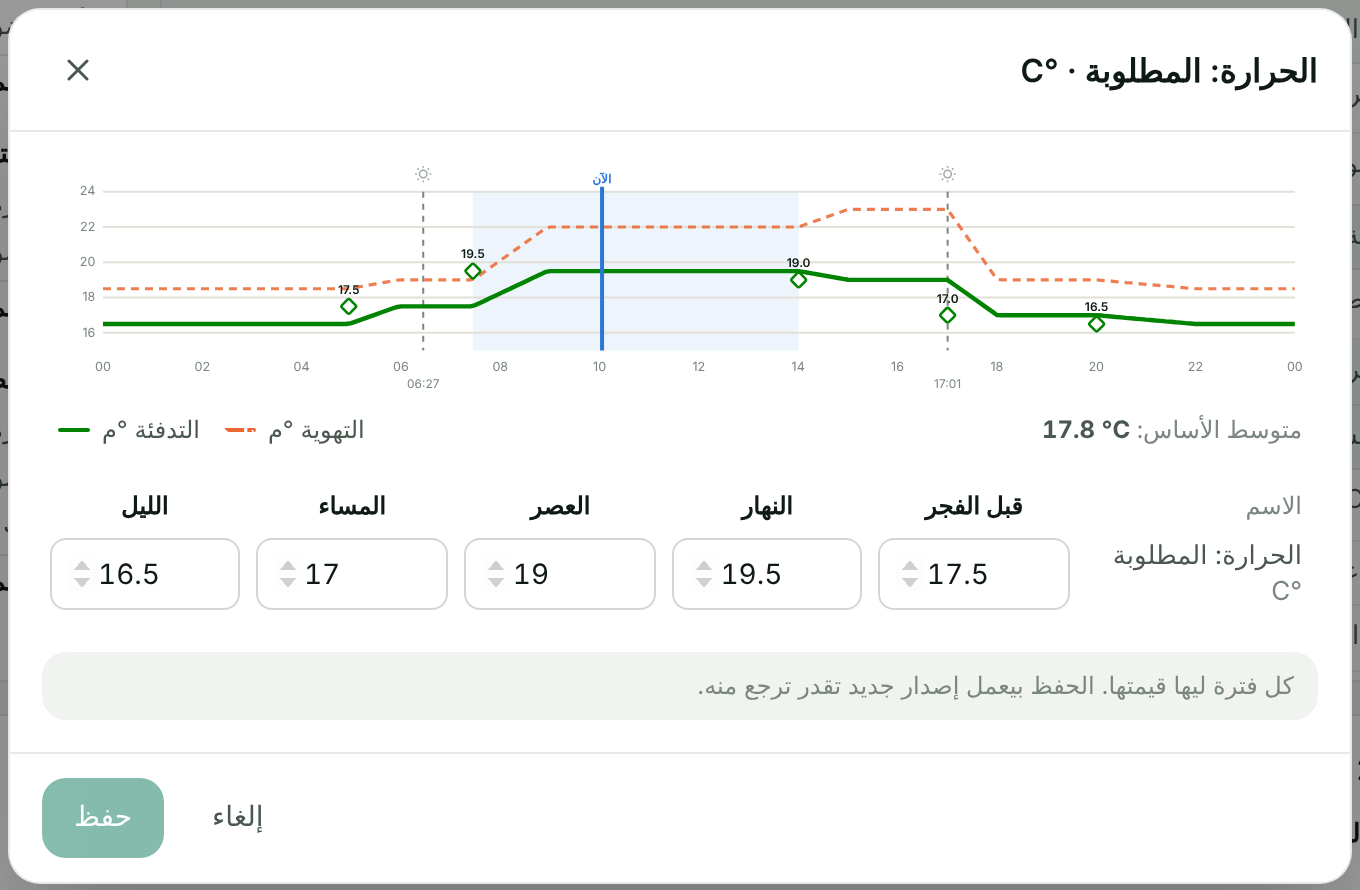 الحرارة: المطلوبة · °C
الآن
24
22
20
18
16
17.5
19.5
19.0
17.0
16.5
00 02 04 06 08 10 12 14 16 18 20 22 00
06:27 17:01
التدفئة °م التهوية °م
متوسط الأساس: 17.8 °C
الاسم قبل الفجر النهار العصر المساء الليل
الحرارة: المطلوبة
°C
17.5 19.5 19 17 16.5
كل فترة ليها قيمتها. الحفظ بيعمل إصدار جديد تقدر ترجع منه.
إلغاء حفظ